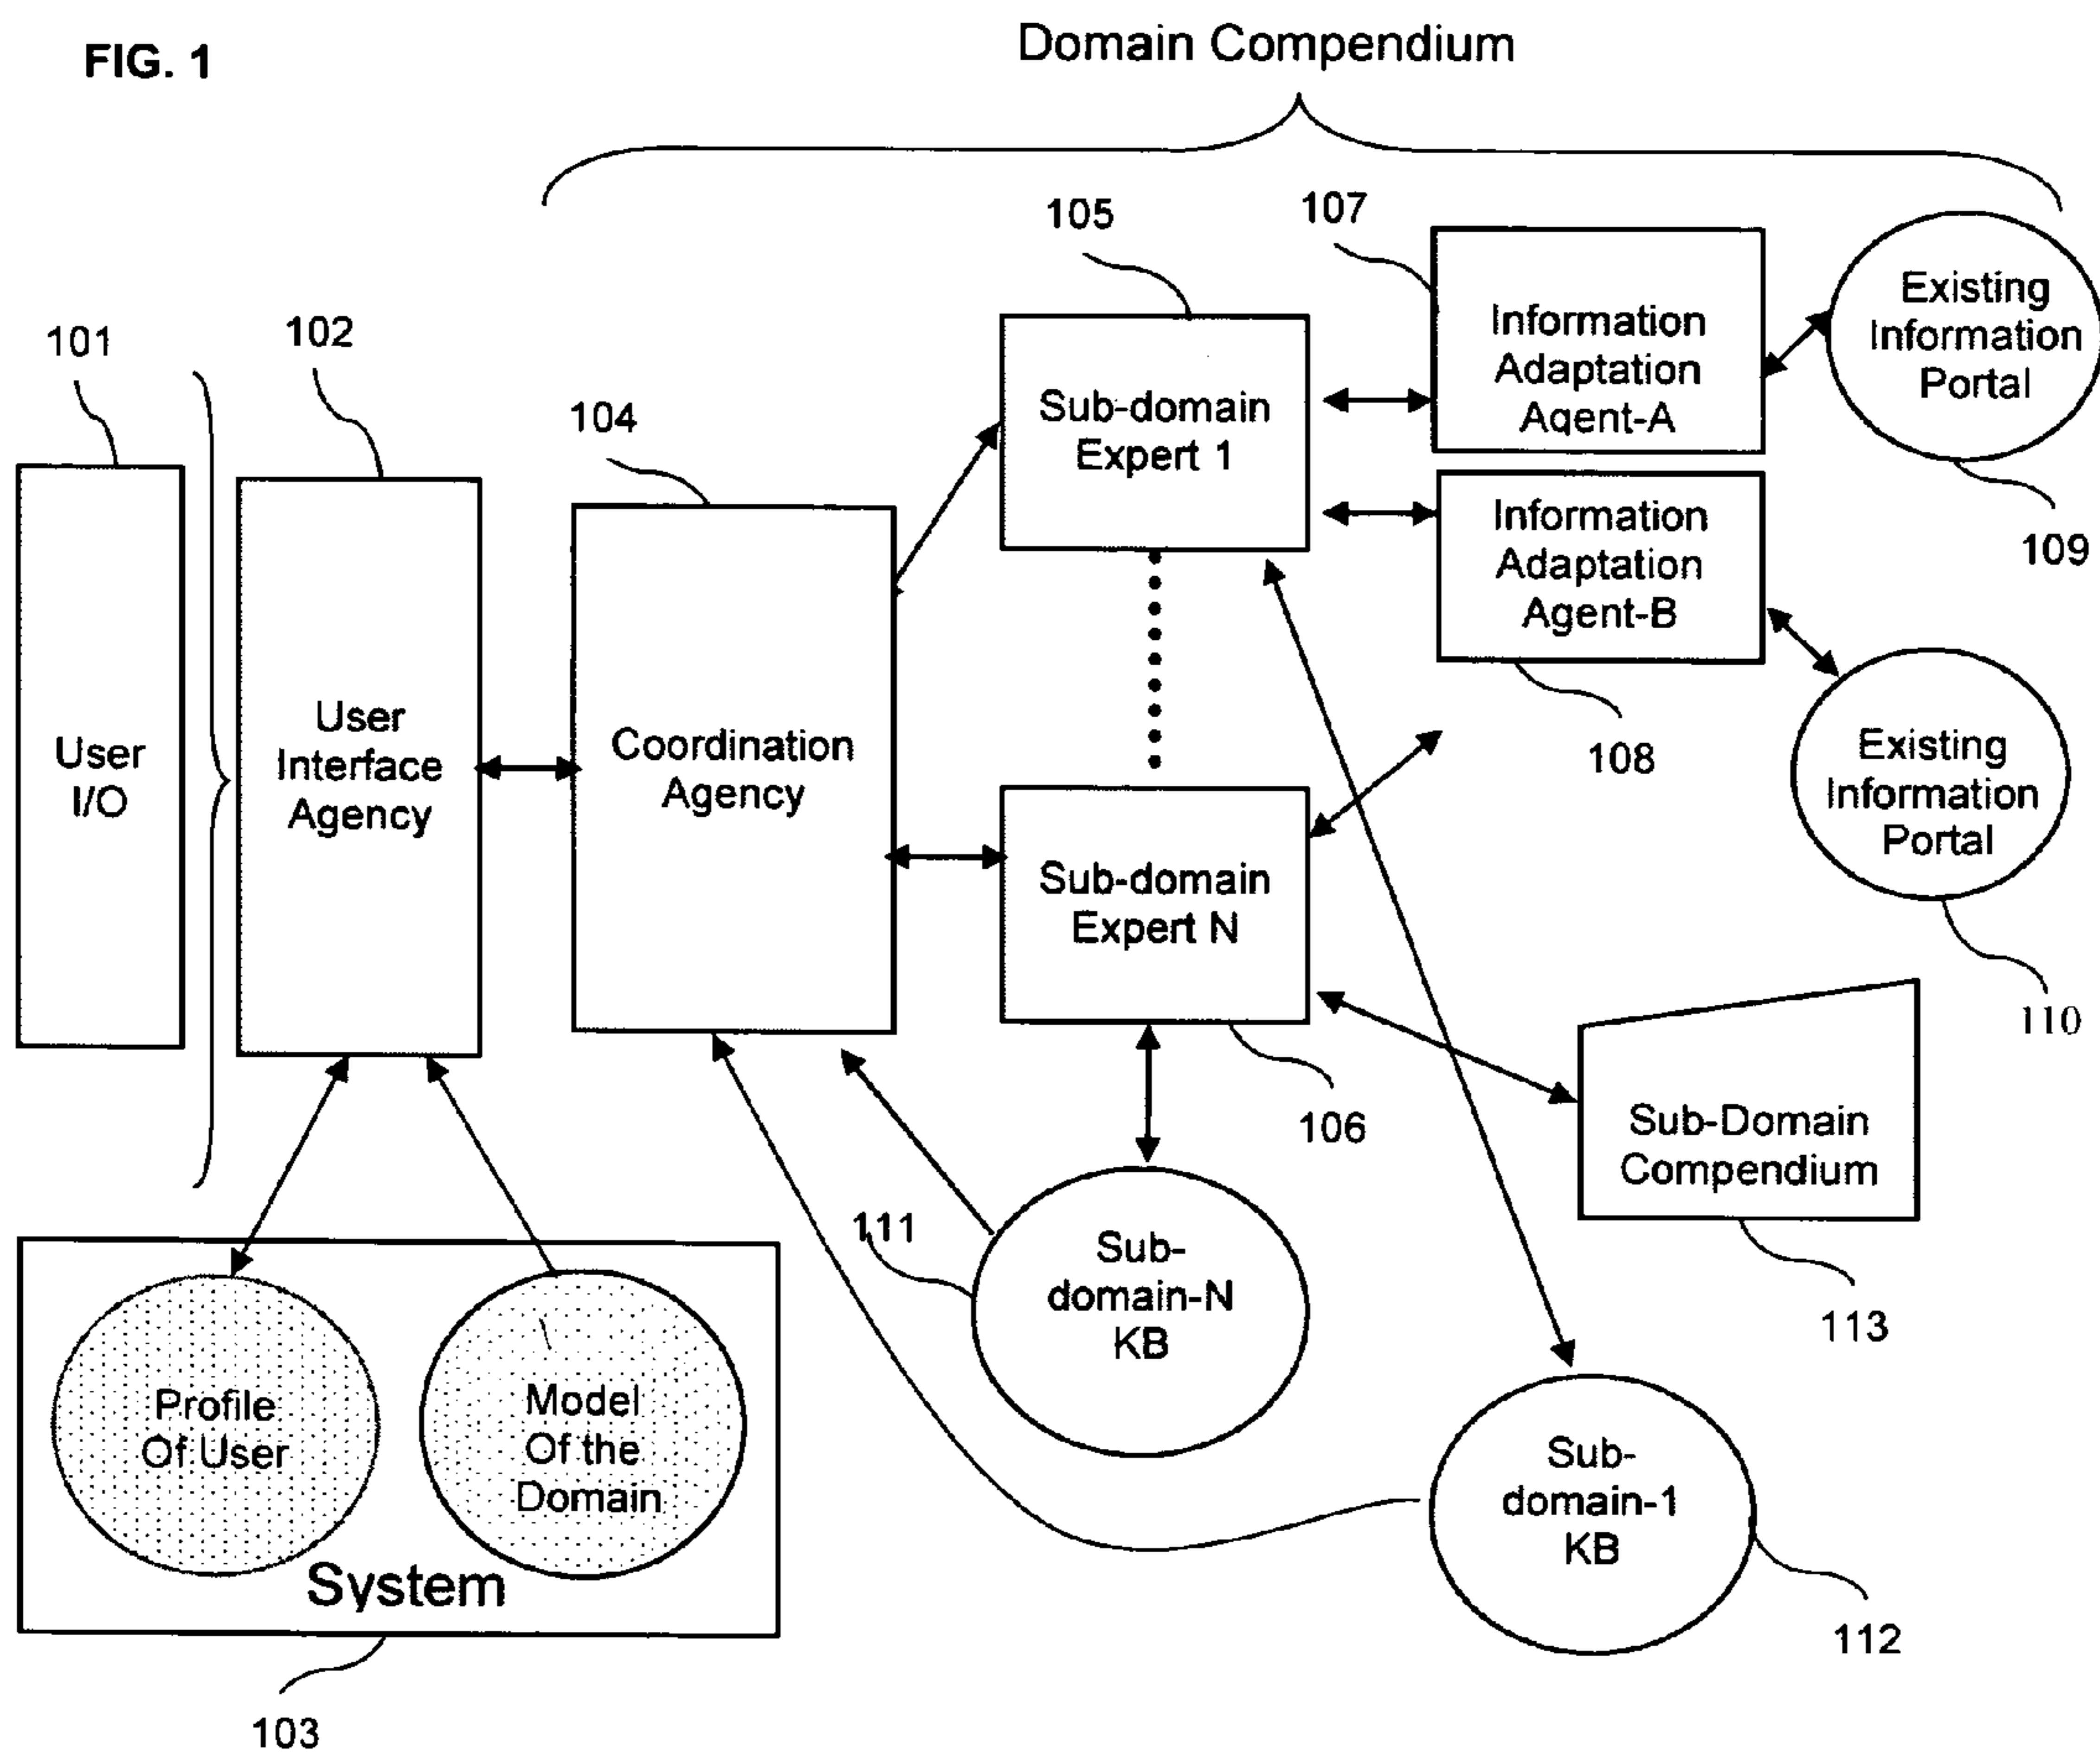 FIG. 1
Domain Compendium
101
102
104
105
107
User
I/O
User
Interface
Agency
Coordination
Agency
Sub-domain
Expert 1
Information
Adaptation
Agent-A
Existing
Information
Portal
109
Information
Adaptation
Agent-B
108
Existing
Information
Portal
110
Sub-domain
Expert N
106
Sub-Domain
Compendium
113
111
Sub-
domain-N
KB
Sub-
domain-1
KB
112
Profile
Of User
Model
Of the
Domain
System
103